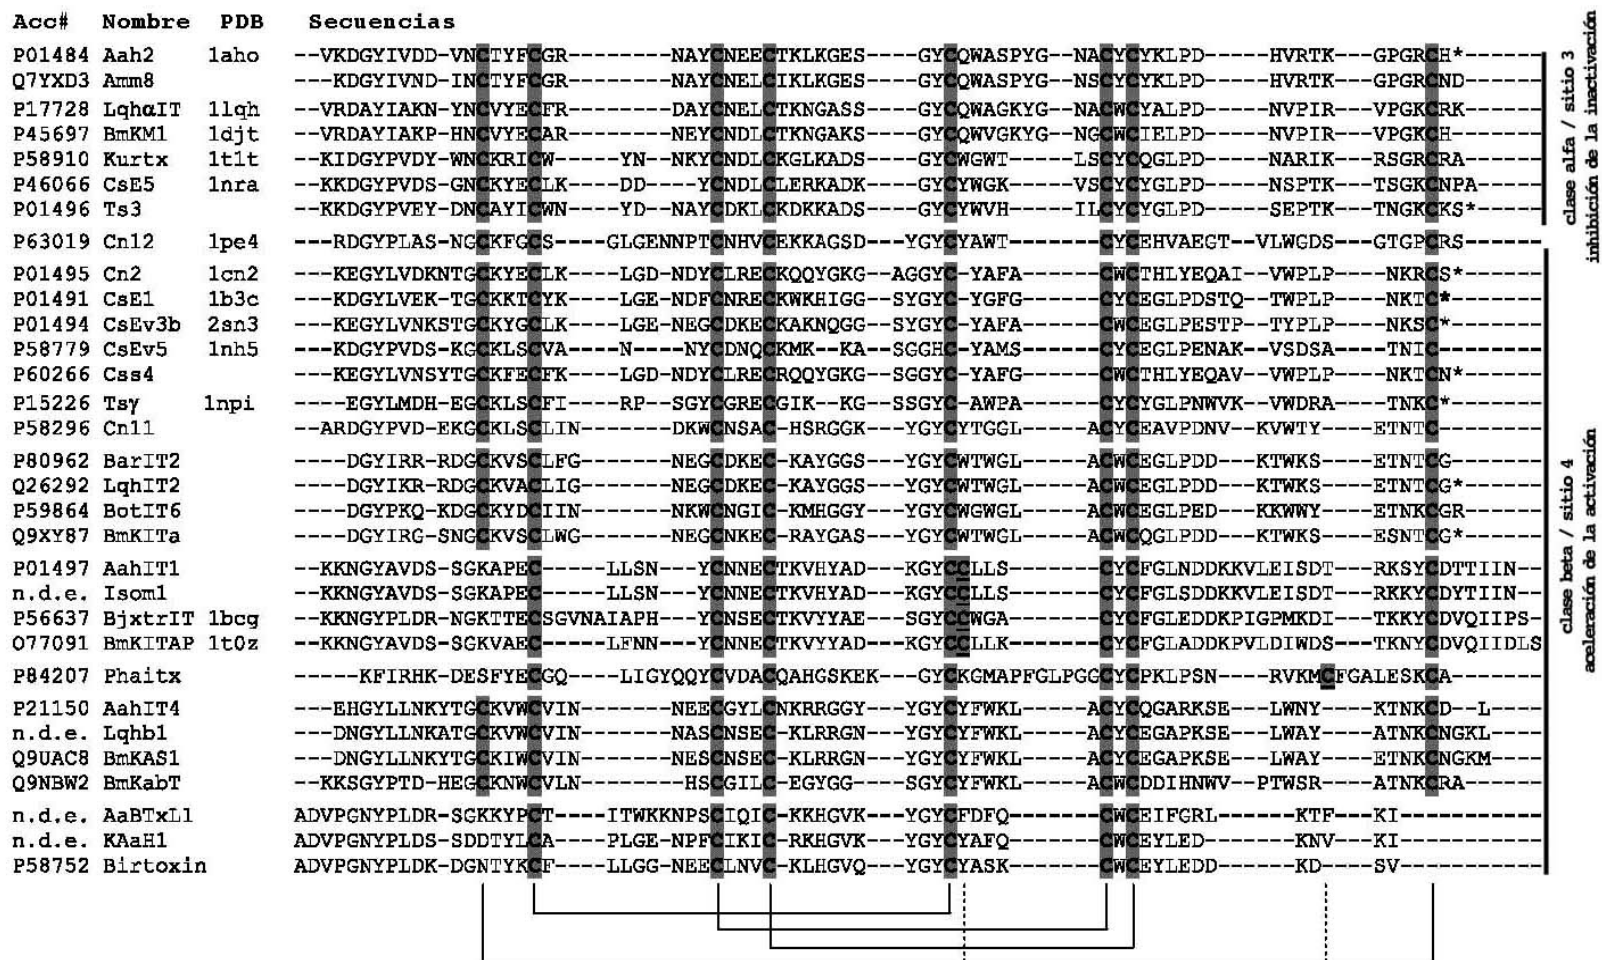 Acc# Nombre PDB Secuencias
P01484 Aah2 1aho --VKDGYIVDD-VNCTYFCGR--------NAYCNEECTKLKGES----GYCQWASPYG--NACYCYKLPD-----HVRTK---GPGRCH*------
Q7YXD3 Amm8 --KKDGYIVND-INCTYFCGR--------NAYCNEECIKLKGES----GYCQWASPYG--NSCYCYKLPD-----HVRTK---GPGRCND------
P17728 LqhαIT 1lqh --VRDAYIAKN-YNCVYECFR--------DAYCNELCTKNGASS----GYCQWAGKYG--NACWCYALPD-----NVPIR---VPGKCRK------
P45697 BmKM1 1djt --VRDAYIAKP-HNCVYECAR--------NEYCNDLCTKNGAKS----GYCQWVGKYG--NGCWCIELPD-----NVPIR---VPGKCH-------
P58910 Kurtx 1t1t --KIDGYPVDY-WNCKRICW-----YN--NKYCNDLCKGLKADS----GYCWGWT-----LSCYCQGLPD-----NARIK---RSGRCRA------
P46066 CsE5 1nra --KKDGYPVDS-GNCKYECLK----DD----YCNDLCLERKADK----GYCYWGK-----VSCYCYGLPD-----NSPTK---TSGKCNPA-----
P01496 Ts3 --KKDGYPVEY-DNCAYICWN----YD--NAYCDKLCKDKKADS----GYCYWVH-----ILCYCYGLPD-----SEPTK---TNGKCKS*-----
P63019 Cn12 1pe4 ---RDGYPLAS-NGCKFGCS----GLGENNPTCNHVCEKKAGSD---YGYCYAWT-------CYCEHVAEGT--VLWGDS---GTGPCRS------
P01495 Cn2 1cn2 ---KEGYLVDKNTGCKYECLK----LGD-NDYCLRECKQQYGKG--AGGYC-YAFA------CWCTHLYEQAI--VWPLP----NKRCS*------
P01491 CsE1 1b3c ---KDGYLVEK-TGCKKTCYK----LGE-NDFCNRECKWKHIGG--SYGYC-YGFG------CYCEGLPDSTQ--TWPLP----NKTC*-------
P01494 CsEv3b 2sn3 ---KEGYLVNKSTGCKYGCLK----LGE-NEGCDKECKAKNQGG--SYGYC-YAFA------CWCEGLPESTP--TYPLP----NKSC*-------
P58779 CsEv5 1nh5 ---KDGYPVDS-KGCKLSCVA----N----NYCDNQCKMK--KA--SGGHC-YAMS------CYCEGLPENAK--VSDSA----TNIC--------
P60266 Css4 ---KEGYLVNSYTGCKFECFK----LGD-NDYCLRECRQQYGKG--SGGYC-YAFG------CWCTHLYEQAV--VWPLP----NKTCN*------
P15226 Tsγ 1npi ----EGYLMDH-EGCKLSCFI----RP--SGYCGRECGIK--KG--SSGYC-AWPA------CYCYGLPNWVK--VWDRA----TNKC*-------
P58296 Cn11 --ARDGYPVD-EKGCKLSCLIN--------DKWCNSAC-HSRGGK---YGYCYTGGL-----ACYCEAVPDNV--KVWTY----ETNTC-------
P80962 BarIT2 ----DGYIRR-RDGCKVSCLFG--------NEGCDKEC-KAYGGS---YGYCWTWGL-----ACWCEGLPDD---KTWKS----ETNTCG------
Q26292 LqhIT2 ----DGYIKR-RDGCKVACLIG--------NEGCDKEC-KAYGGS---YGYCWTWGL-----ACWCEGLPDD---KTWKS----ETNTCG*-----
P59864 BotIT6 ----DGYPKQ-KDGCKYDCIIN--------NKWCNGIC-KMHGGY---YGYCWGWGL-----ACWCEGLPED---KKWWY----ETNKCGR-----
Q9XY87 BmKITa ----DGYIRG-SNGCKVSCLWG--------NEGCNKEC-RAYGAS---YGYCWTWGL-----ACWCQGLPDD---KTWKS----ESNTCG*-----
P01497 AahIT1 --KKNGYAVDS-SGKAPEC-----LLSN---YCNNECTKVHYAD----KGYCCLLS-------CYCFGLNDDKKVLEISDT---RKSYCDTTIIN--
n.d.e. Isom1 --KKNGYAVDS-SGKAPEC-----LLSN---YCYNECTKVHYAD----KGYCCLLS-------CYCFGLSDDKKVLEISDT---RKKYCDYTIIN--
P56637 BjxtrIT 1bcg --KKNGYPLDR-NGKTTECSGVNAIAPH---YCNSECTKVYYAE----SGYCCWGA-------CYCFGLEDDKPIGPMKDI---TKKYCDVQIIPS-
O77091 BmKITAP 1t0z --KKNGYAVDS-SGKVAEC-----LFNN---YCNNECTKVYYAD----KGYCCLLK-------CYCFGLADDKPVLDIWDS---TKNYCDVQIIDLS
P84207 Phaitx -----KFIRHK-DESFYECGQ----LIGYQQYCVDACQAHGSKEK---GYCKGMAPFGLPGGCYCPKLPSN----RVKMCFGALESKCA-------
P21150 AahIT4 ---EHGYLLNKYTGCKVWCVIN--------NEECGYLCNKRRGGY---YGYCYFWKL-----ACYCQGARKSE---LWNY----KTNKCD--L---
n.d.e. Lqhb1 ---DNGYLLNKATGCKVWCVIN--------NASCNSEC-KLRRGN---YGYCYFWKL-----ACYCEGAPKSE---LWAY----ATNKCNGKL---
Q9UAC8 BmKAS1 ---DNGYLLNKYTGCKIWCVIN--------NESCNSEC-KLRRGN---YGYCYFWKL-----ACYCEGAPKSE---LWAY----ETNKCNGKM---
Q9NBW2 BmKabT --KKSGYPTD-HEGCKNWCVLN---------HSCGILC-EGYGG----SGYCYFWKL-----ACWCDDIHNWV--PTWSR----ATNKCRA-----
n.d.e. AaBTxL1 ADVPGNYPLDR-SGKKYPCT----ITWKKNPSCIQIC-KKHGVK---YGYCFDFQ-------CWCEIFGRL----KTF---KI-----------
n.d.e. KAaH1 ADVPGNYPLDS-SDDTYLCA----PLGE-NPFCIKIC-RKHGVK---YGYCYAFQ-------CWCEYLED-----KNV---KI-----------
P58752 Birtoxin ADVPGNYPLDK-DGNTYKCF----LLGG-NEECLNVC-KLHGVQ---YGYCYASK-------CWCEYLEDD----KD----SV-----------
clase alfa / sitio 3
inhibición de la inactivación
clase beta / sitio 4
aceleración de la activación